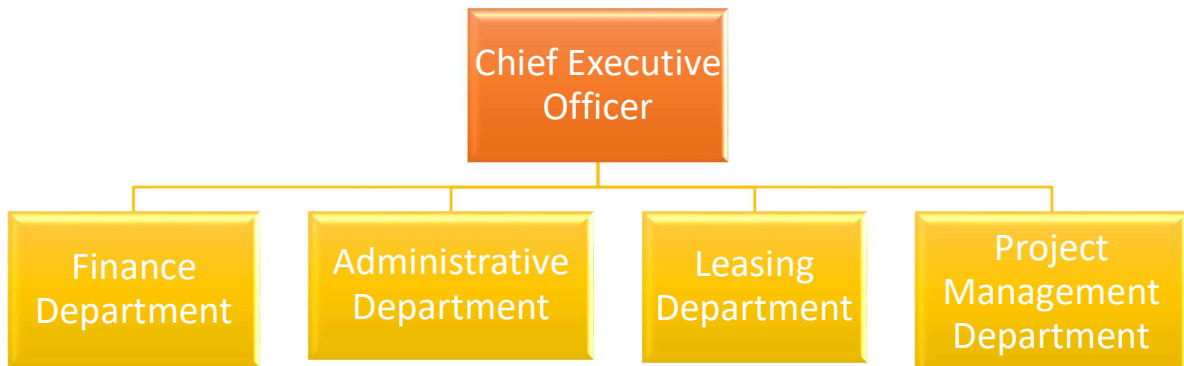 Chief Executive
Officer
Finance
Department
Administrative
Department
Leasing
Department
Project
Management
Department